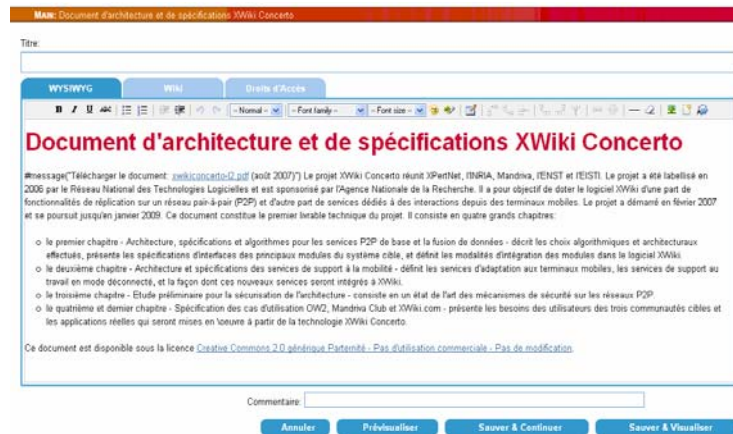 MAIN: Document d'architecture et de spécifications XWiki Concerto
Titre:
WYSIWYG Wiki Droits d'Accès
B I U ABC – Normal – – Font family – – Font size –
Document d'architecture et de spécifications XWiki Concerto
#message("Télécharger le document: xwikiconcerto-l2.pdf (août 2007)") Le projet XWiki Concerto réunit XPertNet, l'INRIA, Mandriva, l'ENST et l'EISTI. Le projet a été labellisé en
2006 par le Réseau National des Technologies Logicielles et est sponsorisé par l'Agence Nationale de la Recherche. Il a pour objectif de doter le logiciel XWiki d'une part de
fonctionnalités de réplication sur un réseau pair-à-pair (P2P) et d'autre part de services dédiés à des interactions depuis des terminaux mobiles. Le projet a démarré en février 2007
et se poursuit jusqu'en janvier 2009. Ce document constitue le premier livrable technique du projet. Il consiste en quatre grands chapitres:
o le premier chapitre - Architecture, spécifications et algorithmes pour les services P2P de base et la fusion de données - décrit les choix algorithmiques et architecturaux
effectués, présente les spécifications d'interfaces des principaux modules du système cible, et définit les modalités d'intégration des modules dans le logiciel XWiki.
o le deuxième chapitre - Architecture et spécifications des services de support à la mobilité - définit les services d'adaptation aux terminaux mobiles, les services de support au
travail en mode déconnecté, et la façon dont ces nouveaux services seront intégrés à XWiki.
o le troisième chapitre - Etude préliminaire pour la sécurisation de l'architecture - consiste en un état de l'art des mécanismes de sécurité sur les réseaux P2P.
o le quatrième et dernier chapitre - Spécification des cas d'utilisation OW2, Mandriva Club et XWiki.com - présente les besoins des utilisateurs des trois communautés cibles et
les applications réelles qui seront mises en \oeuvre à partir de la technologie XWiki Concerto.
Ce document est disponible sous la licence Creative Commons 2.0 générique Parternité - Pas d'utilisation commerciale - Pas de modification.
Commentaire:
Annuler Prévisualiser Sauver & Continuer Sauver & Visualiser